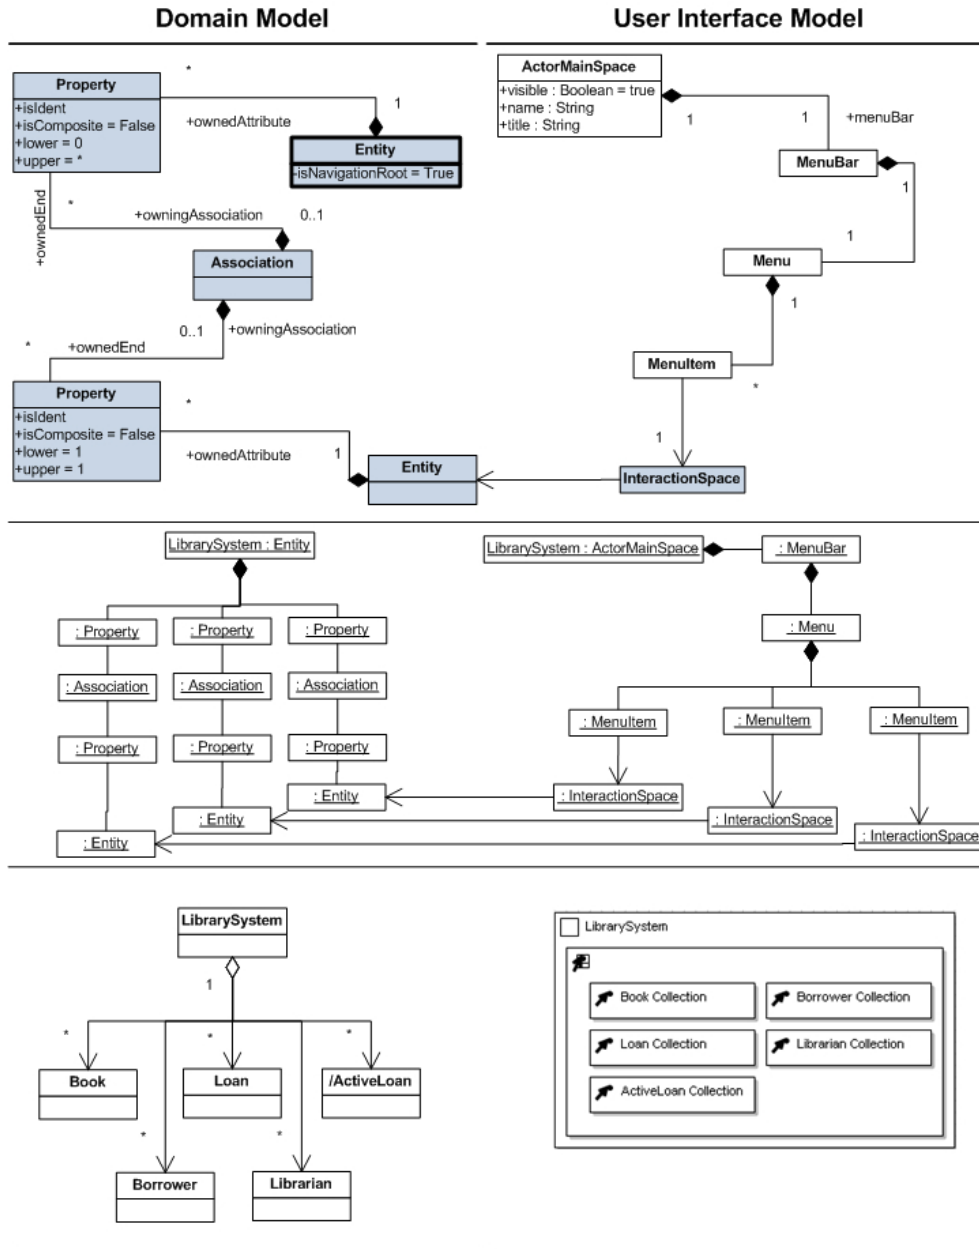 Domain Model
User Interface Model
Property
+isIdent
+isComposite = False
+lower = 0
+upper = *
*
1
+ownedAttribute
Entity
-isNavigationRoot = True
+ownedEnd
*
+owningAssociation
0..1
Association
0..1
+owningAssociation
*
+ownedEnd
Property
+isIdent
+isComposite = False
+lower = 1
+upper = 1
*
+ownedAttribute
1
Entity
ActorMainSpace
+visible : Boolean = true
+name : String
+title : String
1
1
+menuBar
MenuBar
1
1
Menu
1
MenuItem
*
1
InteractionSpace
LibrarySystem : Entity
: Property
: Property
: Property
: Association
: Association
: Association
: Property
: Property
: Property
: Entity
: Entity
: Entity
LibrarySystem : ActorMainSpace
: MenuBar
: Menu
: MenuItem
: MenuItem
: MenuItem
: InteractionSpace
: InteractionSpace
: InteractionSpace
LibrarySystem
1
*
*
*
Book
Loan
/ActiveLoan
*
*
Borrower
Librarian
LibrarySystem
Book Collection
Borrower Collection
Loan Collection
Librarian Collection
ActiveLoan Collection